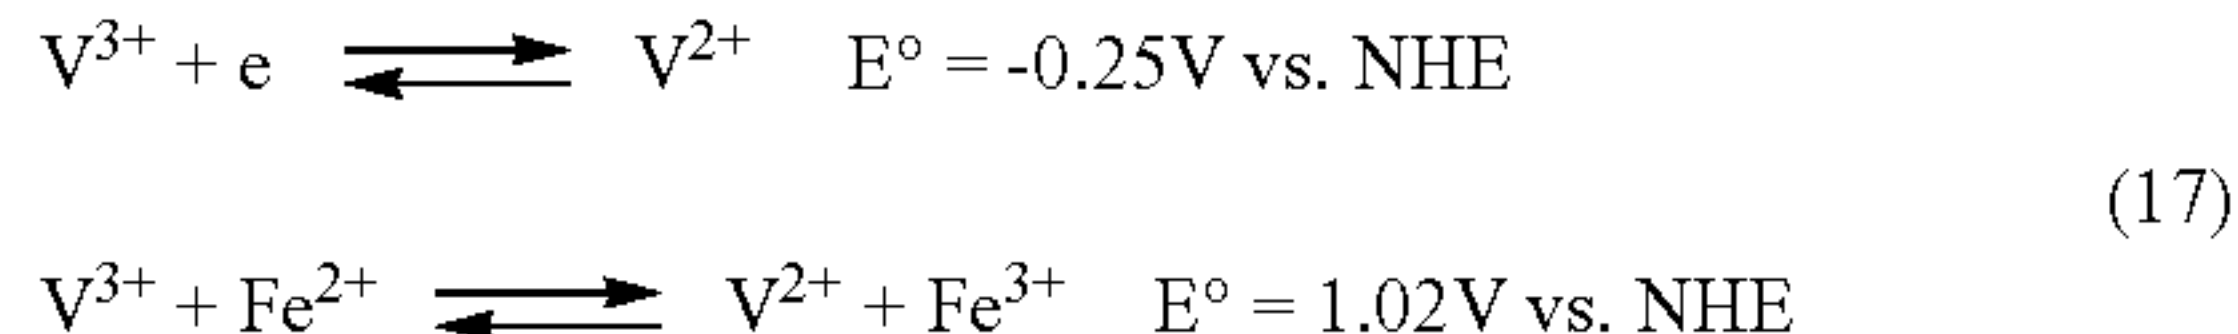 V³⁺ + e ⇌ V²⁺ E° = -0.25V vs. NHE
(17)
V³⁺ + Fe²⁺ ⇌ V²⁺ + Fe³⁺ E° = 1.02V vs. NHE